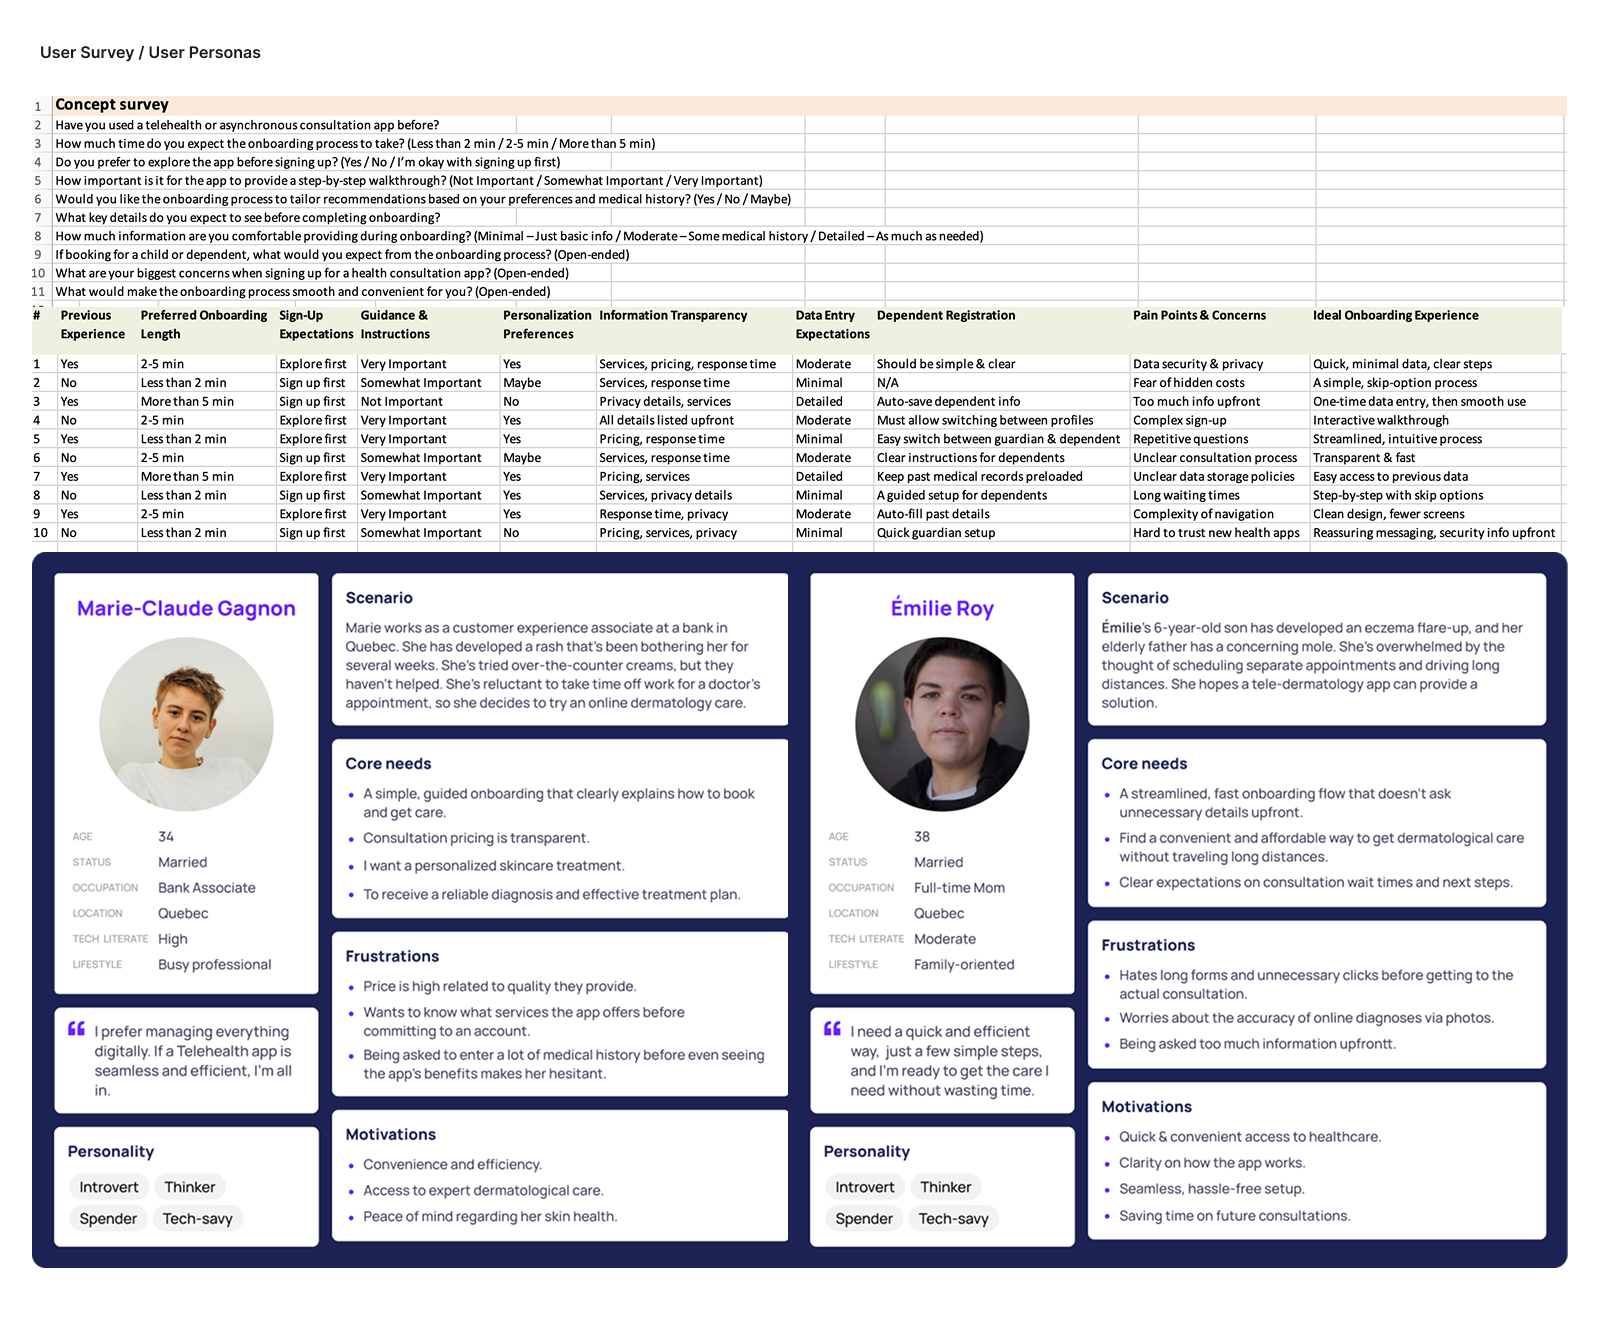 User Survey / User Personas
1 Concept survey
2 Have you used a telehealth or asynchronous consultation app before?
3 How much time do you expect the onboarding process to take? (Less than 2 min / 2-5 min / More than 5 min)
4 Do you prefer to explore the app before signing up? (Yes / No / I'm okay with signing up first)
5 How important is it for the app to provide a step-by-step walkthrough? (Not Important / Somewhat Important / Very Important)
6 Would you like the onboarding process to tailor recommendations based on your preferences and medical history? (Yes / No / Maybe)
7 What key details do you expect to see before completing onboarding?
8 How much information are you comfortable providing during onboarding? (Minimal – Just basic info / Moderate – Some medical history / Detailed – As much as needed)
9 If booking for a child or dependent, what would you expect from the onboarding process? (Open-ended)
10 What are your biggest concerns when signing up for a health consultation app? (Open-ended)
11 What would make the onboarding process smooth and convenient for you? (Open-ended)
# Previous Preferred Onboarding Sign-Up Guidance & Personalization Information Transparency Data Entry Dependent Registration Pain Points & Concerns Ideal Onboarding Experience
Experience Length Expectations Instructions Preferences Expectations
1 Yes 2-5 min Explore first Very Important Yes Services, pricing, response time Moderate Should be simple & clear Data security & privacy Quick, minimal data, clear steps
2 No Less than 2 min Sign up first Somewhat Important Maybe Services, response time Minimal N/A Fear of hidden costs A simple, skip-option process
3 Yes More than 5 min Sign up first Not Important No Privacy details, services Detailed Auto-save dependent info Too much info upfront One-time data entry, then smooth use
4 No 2-5 min Explore first Very Important Yes All details listed upfront Moderate Must allow switching between profiles Complex sign-up Interactive walkthrough
5 Yes Less than 2 min Explore first Very Important Yes Pricing, response time Minimal Easy switch between guardian & dependent Repetitive questions Streamlined, intuitive process
6 No 2-5 min Sign up first Somewhat Important Maybe Services, response time Moderate Clear instructions for dependents Unclear consultation process Transparent & fast
7 Yes More than 5 min Explore first Very Important Yes Pricing, services Detailed Keep past medical records preloaded Unclear data storage policies Easy access to previous data
8 No Less than 2 min Sign up first Somewhat Important Yes Services, privacy details Minimal A guided setup for dependents Long waiting times Step-by-step with skip options
9 Yes 2-5 min Explore first Very Important Yes Response time, privacy Moderate Auto-fill past details Complexity of navigation Clean design, fewer screens
10 No Less than 2 min Sign up first Somewhat Important No Pricing, services, privacy Minimal Quick guardian setup Hard to trust new health apps Reassuring messaging, security info upfront
Marie-Claude Gagnon
AGE 34
STATUS Married
OCCUPATION Bank Associate
LOCATION Quebec
TECH LITERATE High
LIFESTYLE Busy professional
“ I prefer managing everything
digitally. If a Telehealth app is
seamless and efficient, I'm all
in.
Personality
Introvert Thinker
Spender Tech-savy
Scenario
Marie works as a customer experience associate at a bank in
Quebec. She has developed a rash that's been bothering her for
several weeks. She's tried over-the-counter creams, but they
haven't helped. She's reluctant to take time off work for a doctor's
appointment, so she decides to try an online dermatology care.
Core needs
• A simple, guided onboarding that clearly explains how to book
and get care.
• Consultation pricing is transparent.
• I want a personalized skincare treatment.
• To receive a reliable diagnosis and effective treatment plan.
Frustrations
• Price is high related to quality they provide.
• Wants to know what services the app offers before
committing to an account.
• Being asked to enter a lot of medical history before even seeing
the app's benefits makes her hesitant.
Motivations
• Convenience and efficiency.
• Access to expert dermatological care.
• Peace of mind regarding her skin health.
Émilie Roy
AGE 38
STATUS Married
OCCUPATION Full-time Mom
LOCATION Quebec
TECH LITERATE Moderate
LIFESTYLE Family-oriented
“ I need a quick and efficient
way, just a few simple steps,
and I'm ready to get the care I
need without wasting time.
Personality
Introvert Thinker
Spender Tech-savy
Scenario
Émilie's 6-year-old son has developed an eczema flare-up, and her
elderly father has a concerning mole. She's overwhelmed by the
thought of scheduling separate appointments and driving long
distances. She hopes a tele-dermatology app can provide a
solution.
Core needs
• A streamlined, fast onboarding flow that doesn't ask
unnecessary details upfront.
• Find a convenient and affordable way to get dermatological care
without traveling long distances.
• Clear expectations on consultation wait times and next steps.
Frustrations
• Hates long forms and unnecessary clicks before getting to the
actual consultation.
• Worries about the accuracy of online diagnoses via photos.
• Being asked too much information upfrontt.
Motivations
• Quick & convenient access to healthcare.
• Clarity on how the app works.
• Seamless, hassle-free setup.
• Saving time on future consultations.